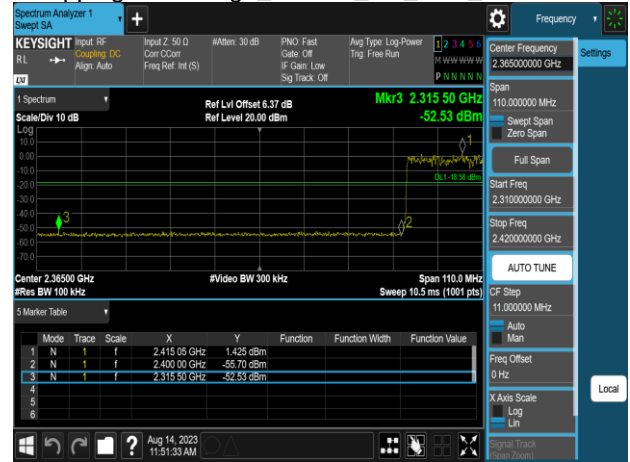 Spectrum Analyzer 1
Swept SA
Frequency
KEYSIGHT
RL
LXI
Input: RF
Coupling: DC
Align: Auto
Input Z: 50 Ω
Corr CCorr
Freq Ref: Int (S)
#Atten: 30 dB
PNO: Fast
Gate: Off
IF Gain: Low
Sig Track: Off
Avg Type: Log-Power
Trig: Free Run
1 2 3 4 5 6
M W W W W W
P N N N N N
Center Frequency
2.365000000 GHz
Settings
Span
110.000000 MHz
Swept Span
Zero Span
Full Span
Start Freq
2.310000000 GHz
Stop Freq
2.420000000 GHz
AUTO TUNE
CF Step
11.000000 MHz
Auto
Man
Freq Offset
0 Hz
X Axis Scale
Log
Lin
Signal Track
(Span Zoom)
Local
1 Spectrum
Scale/Div 10 dB
Ref Lvl Offset 6.37 dB
Ref Level 20.00 dBm
Mkr3 2.315 50 GHz
-52.53 dBm
Log
10.0
0.00
-10.0
-20.0
-30.0
-40.0
-50.0
-60.0
-70.0
1
2
3
DL1 -18.58 dBm
Center 2.36500 GHz
#Res BW 100 kHz
#Video BW 300 kHz
Span 110.0 MHz
Sweep 10.5 ms (1001 pts)
5 Marker Table
Mode Trace Scale X Y Function Function Width Function Value
1 N 1 f 2.415 05 GHz 1.425 dBm
2 N 1 f 2.400 00 GHz -55.70 dBm
3 N 1 f 2.315 50 GHz -52.53 dBm
4
5
6
Aug 14, 2023
11:51:33 AM